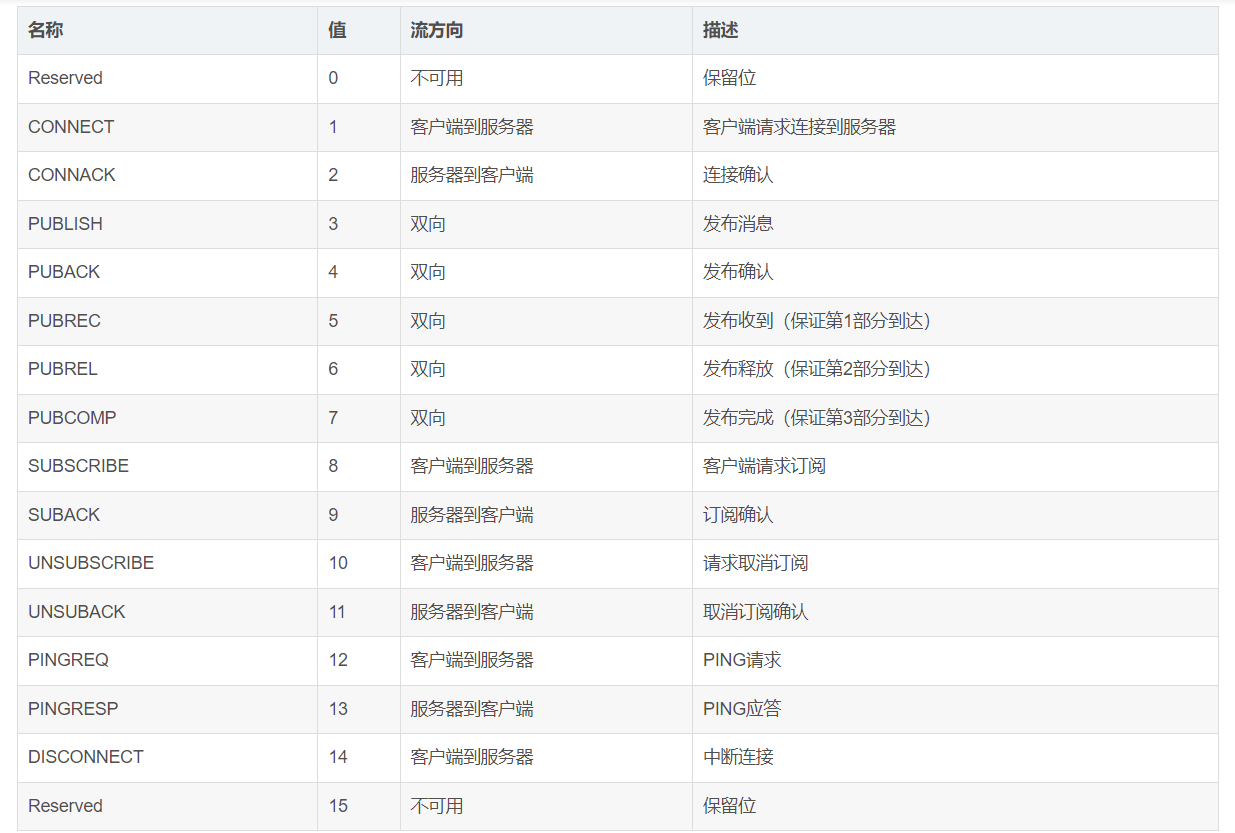 名称 值 流方向 描述
Reserved 0 不可用 保留位
CONNECT 1 客户端到服务器 客户端请求连接到服务器
CONNACK 2 服务器到客户端 连接确认
PUBLISH 3 双向 发布消息
PUBACK 4 双向 发布确认
PUBREC 5 双向 发布收到（保证第1部分到达）
PUBREL 6 双向 发布释放（保证第2部分到达）
PUBCOMP 7 双向 发布完成（保证第3部分到达）
SUBSCRIBE 8 客户端到服务器 客户端请求订阅
SUBACK 9 服务器到客户端 订阅确认
UNSUBSCRIBE 10 客户端到服务器 请求取消订阅
UNSUBACK 11 服务器到客户端 取消订阅确认
PINGREQ 12 客户端到服务器 PING请求
PINGRESP 13 服务器到客户端 PING应答
DISCONNECT 14 客户端到服务器 中断连接
Reserved 15 不可用 保留位